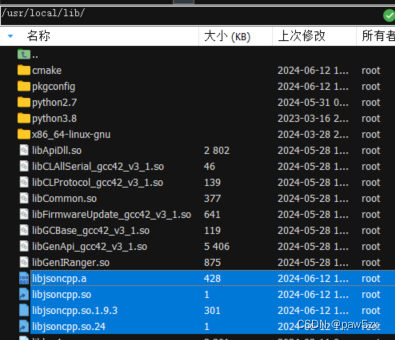 /usr/local/lib/
名称 大小 (KB) 上次修改 所有者
..
cmake 2024-06-12 1... root
pkgconfig 2024-06-12 1... root
python2.7 2024-05-31 0... root
python3.8 2023-03-16 2... root
x86_64-linux-gnu 2024-05-28 1... root
libApiDll.so 2 802 2024-05-28 1... root
libCLAllSerial_gcc42_v3_1.so 46 2024-05-28 1... root
libCLProtocol_gcc42_v3_1.so 139 2024-05-28 1... root
libCommon.so 377 2024-05-28 1... root
libFirmwareUpdate_gcc42_v3_1.so 641 2024-05-28 1... root
libGCBase_gcc42_v3_1.so 119 2024-05-28 1... root
libGenApi_gcc42_v3_1.so 5 406 2024-05-28 1... root
libGenIRanger.so 875 2024-05-28 1... root
libjsoncpp.a 428 2024-06-12 1... root
libjsoncpp.so 1 2024-06-12 1... root
libjsoncpp.so.1.9.3 301 2024-06-12 1... root
libjsoncpp.so.24 1 2024-06-12 1... root